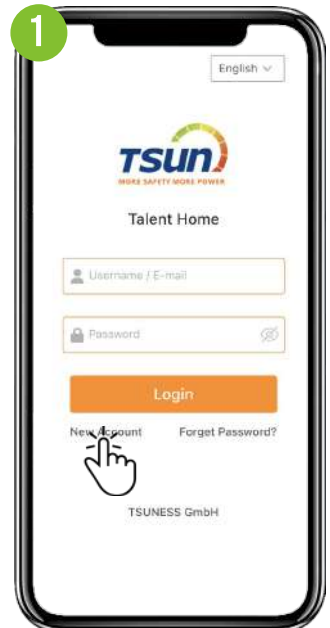 1
English
TSUN
MORE SAFETY MORE POWER
Talent Home
Username / E-mail
Password
Login
New Account Forget Password?
TSUNESS GmbH